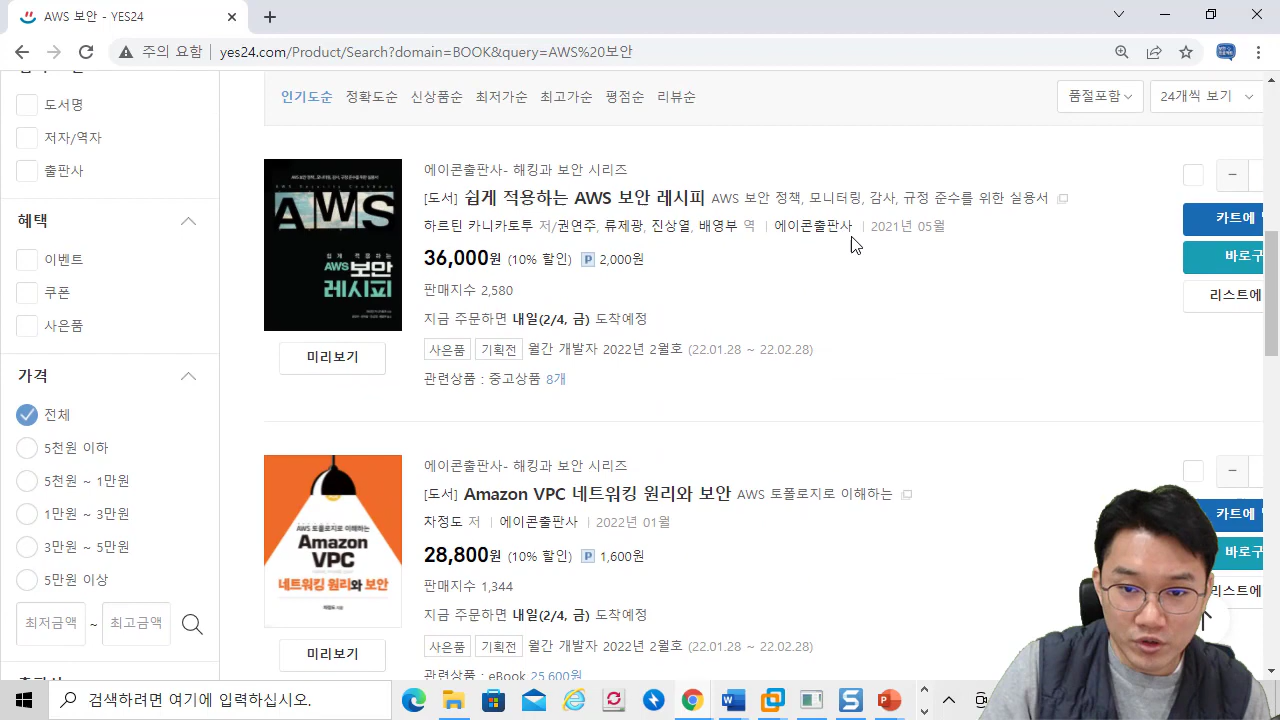 AWS 보안 - YES24
주의 요함
yes24.com/Product/Search?domain=BOOK&query=AWS%20보안
도서명
저자/역자
출판사
혜택
이벤트
쿠폰
사은품
가격
전체
5천원 이하
5천원 ~ 1만원
1만원 ~ 3만원
3만원 ~ 5만원
5만원 이상
최저금액 ~ 최고금액
인기도순 정확도순 신상품순 최저가순 최고가순 평점순 리뷰순
품절포함 24개씩 보기
AWS
쉽게 적용하는
AWS 보안
레시피
미리보기
에이콘출판사- 해킹과 보안 시리즈
[도서] 쉽게 적용하는 AWS 보안 레시피 AWS 보안 정책, 모니터링, 감사, 규정 준수를 위한 실용서
하르틴 카니카로투 저/권연주, 류제광, 진상열, 배영부 역 | 에이콘출판사 | 2021년 05월
36,000원 (10% 할인) P 2,000원
판매지수 2,580
지금 주문하면 내일(2/4, 금) 도착예정
사은품 기획전 월간 개발자 2022년 2월호 (22.01.28 ~ 22.02.28)
관련상품 : 중고상품 8개
카트에
바로구
리스트에
AWS 토폴로지로 이해하는
Amazon
VPC
네트워킹 원리와 보안
차정도 지음
미리보기
에이콘출판사- 해킹과 보안 시리즈
[도서] Amazon VPC 네트워킹 원리와 보안 AWS 토폴로지로 이해하는
차정도 저 | 에이콘출판사 | 2022년 01월
28,800원 (10% 할인) P 1,600원
판매지수 1,344
지금 주문하면 내일(2/4, 금) 도착예정
사은품 기획전 월간 개발자 2022년 2월호 (22.01.28 ~ 22.02.28)
관련상품 : eBook 25,600원
카트에
바로구
리스트에
검색하려면 여기에 입력하십시오.